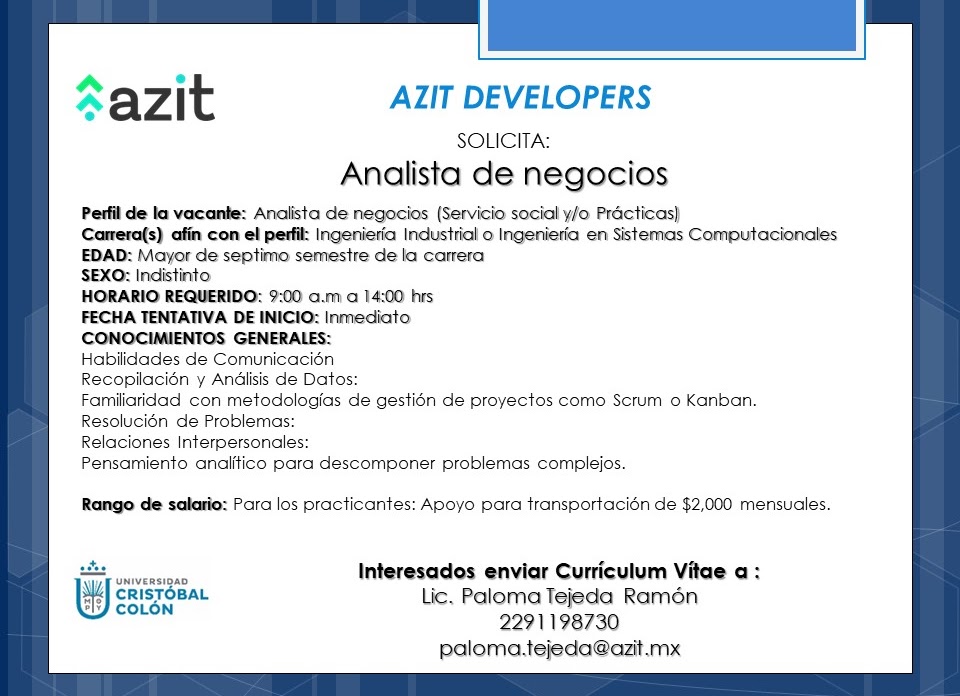 azit
AZIT DEVELOPERS
SOLICITA:
Analista de negocios
Perfil de la vacante: Analista de negocios (Servicio social y/o Prácticas)
Carrera(s) afín con el perfil: Ingeniería Industrial o Ingeniería en Sistemas Computacionales
EDAD: Mayor de septimo semestre de la carrera
SEXO: Indistinto
HORARIO REQUERIDO: 9:00 a.m a 14:00 hrs
FECHA TENTATIVA DE INICIO: Inmediato
CONOCIMIENTOS GENERALES:
Habilidades de Comunicación
Recopilación y Análisis de Datos:
Familiaridad con metodologías de gestión de proyectos como Scrum o Kanban.
Resolución de Problemas:
Relaciones Interpersonales:
Pensamiento analítico para descomponer problemas complejos.
Rango de salario: Para los practicantes: Apoyo para transportación de $2,000 mensuales.
UNIVERSIDAD
CRISTÓBAL
COLÓN
Interesados enviar Currículum Vítae a :
Lic. Paloma Tejeda Ramón
2291198730
paloma.tejeda@azit.mx